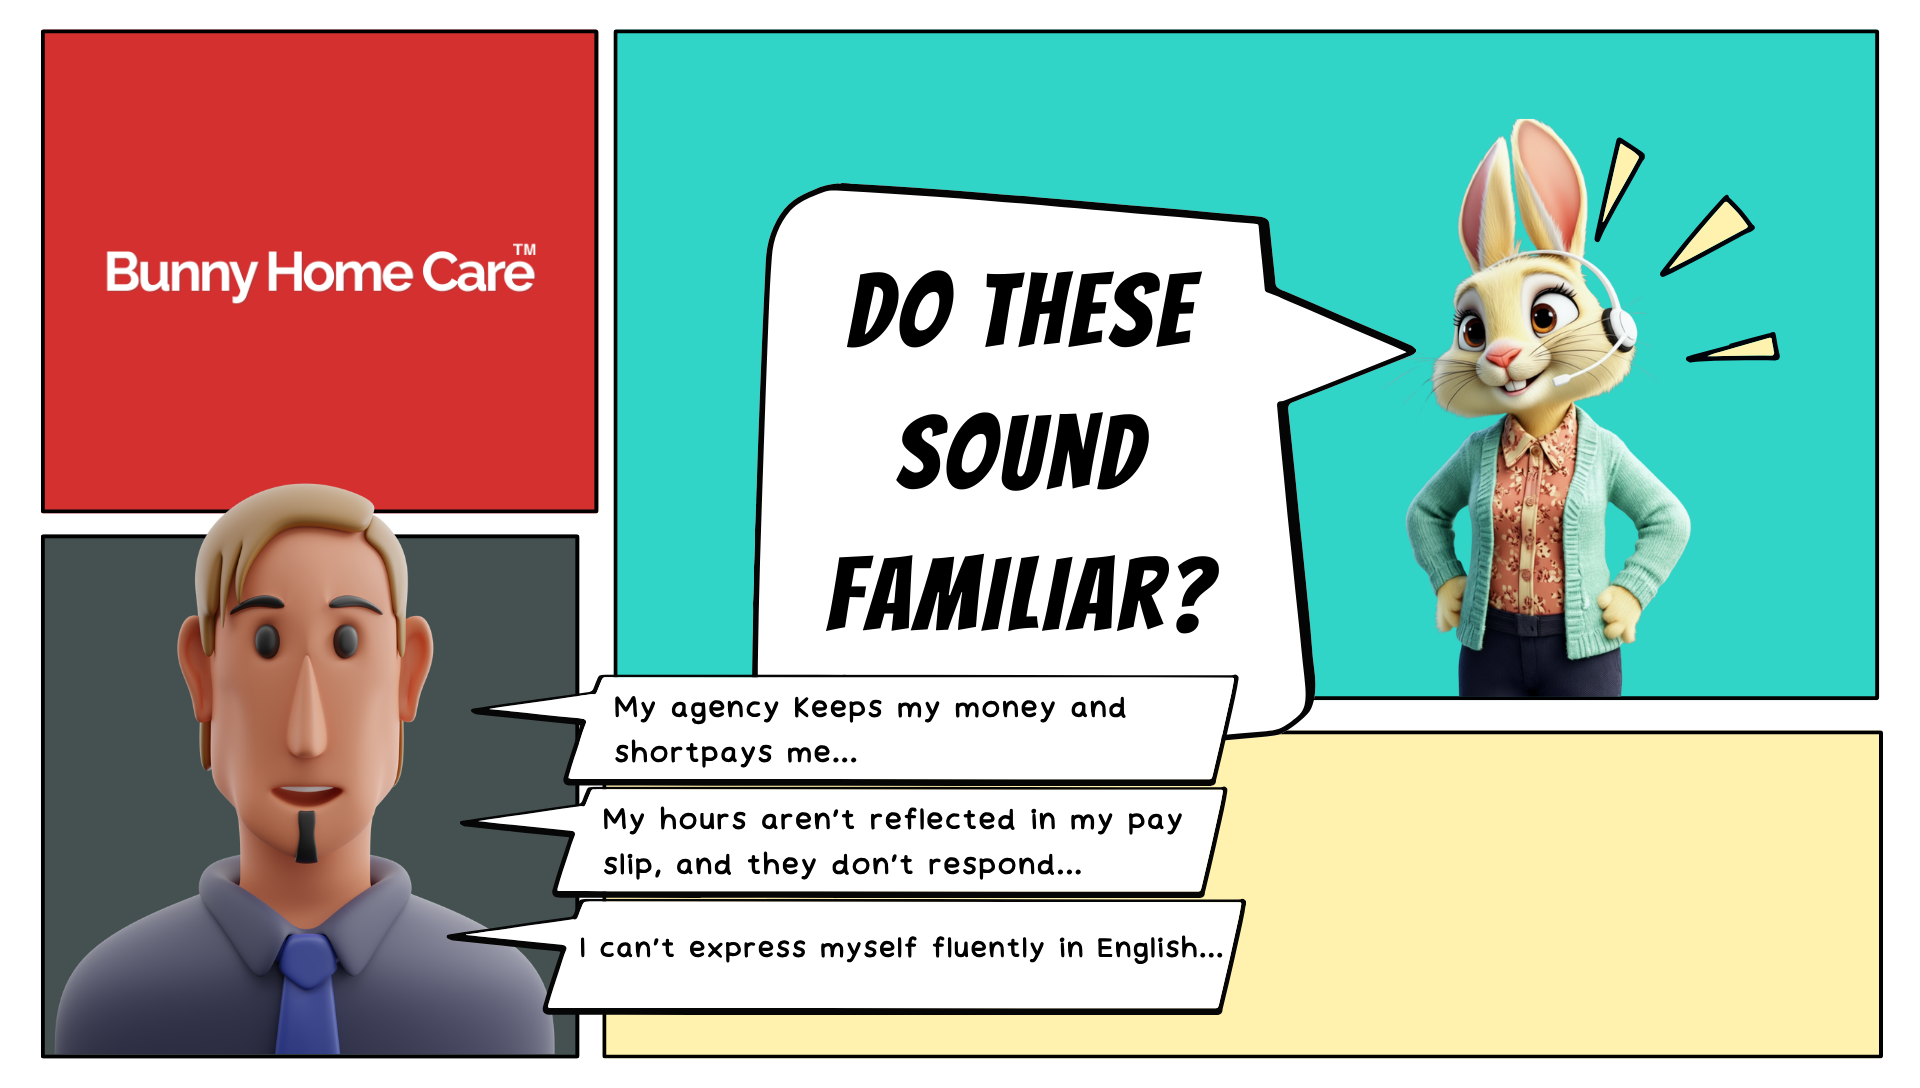 Bunny Home Care™
DO THESE
SOUND
FAMILIAR?
My agency keeps my money and
shortpays me...
My hours aren't reflected in my pay
slip, and they don't respond...
I can't express myself fluently in English...